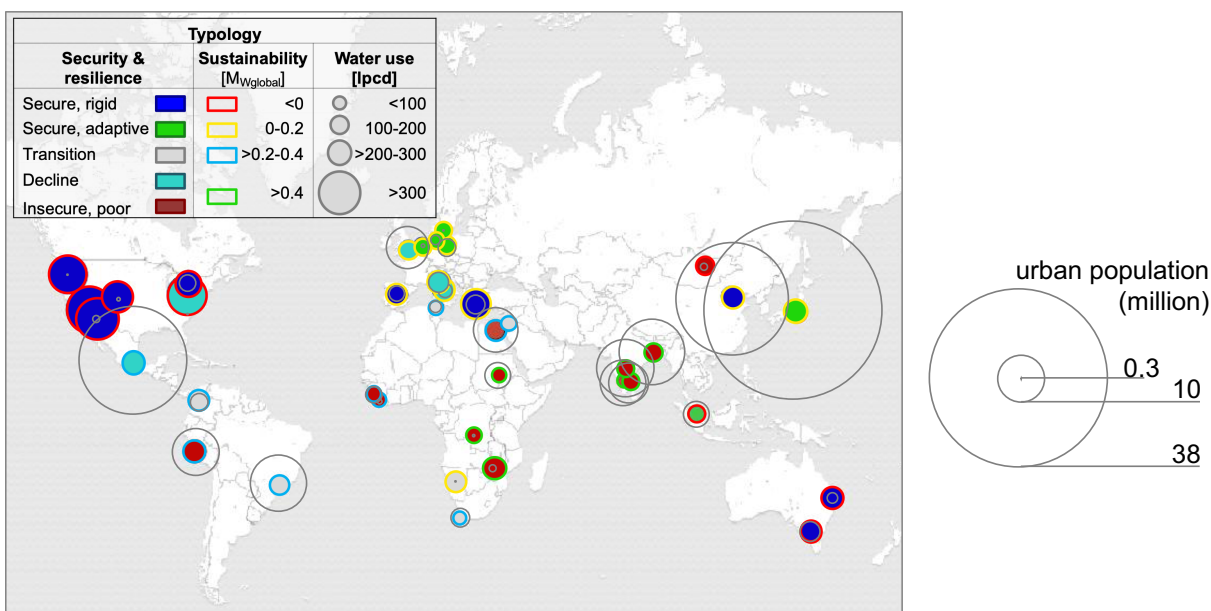 Typology
Security & resilience
Sustainability [M_Wglobal]
Water use [lpcd]
Secure, rigid <0 <100
Secure, adaptive 0-0.2 100-200
Transition >0.2-0.4 >200-300
Decline
>0.4 >300
Insecure, poor
urban population
(million)
0.3
10
38